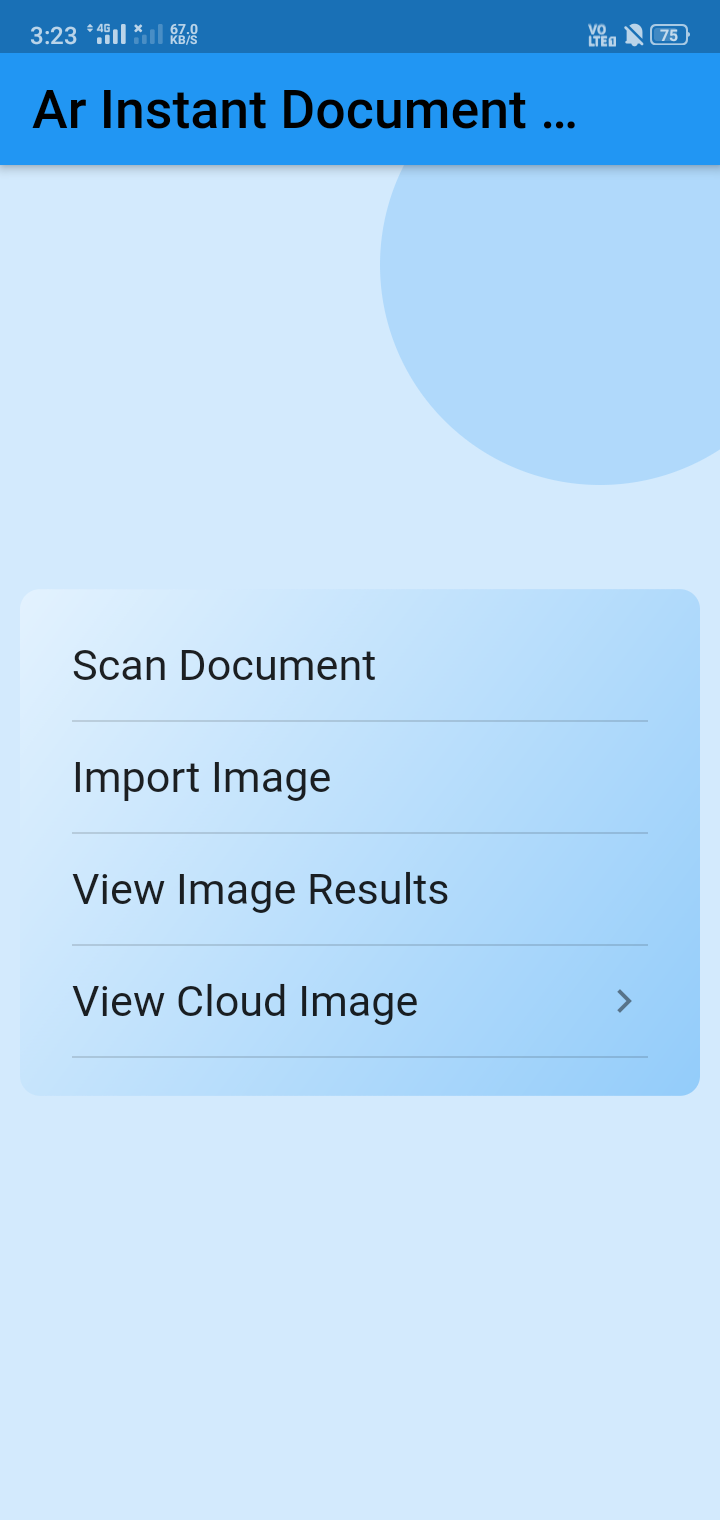 3:23 4G 67.0 KB/S VO LTE 75
Ar Instant Document ...
Scan Document
Import Image
View Image Results
View Cloud Image